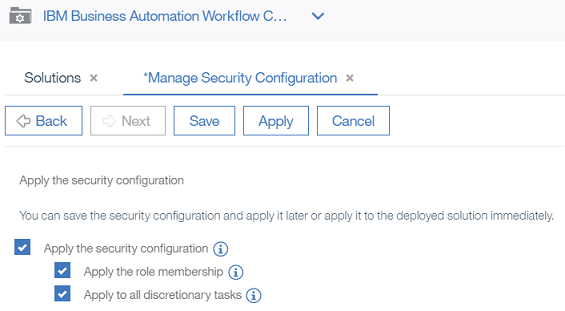 IBM Business Automation Workflow C...
Solutions
*Manage Security Configuration
Back
Next
Save
Apply
Cancel
Apply the security configuration
You can save the security configuration and apply it later or apply it to the deployed solution immediately.
Apply the security configuration
Apply the role membership
Apply to all discretionary tasks